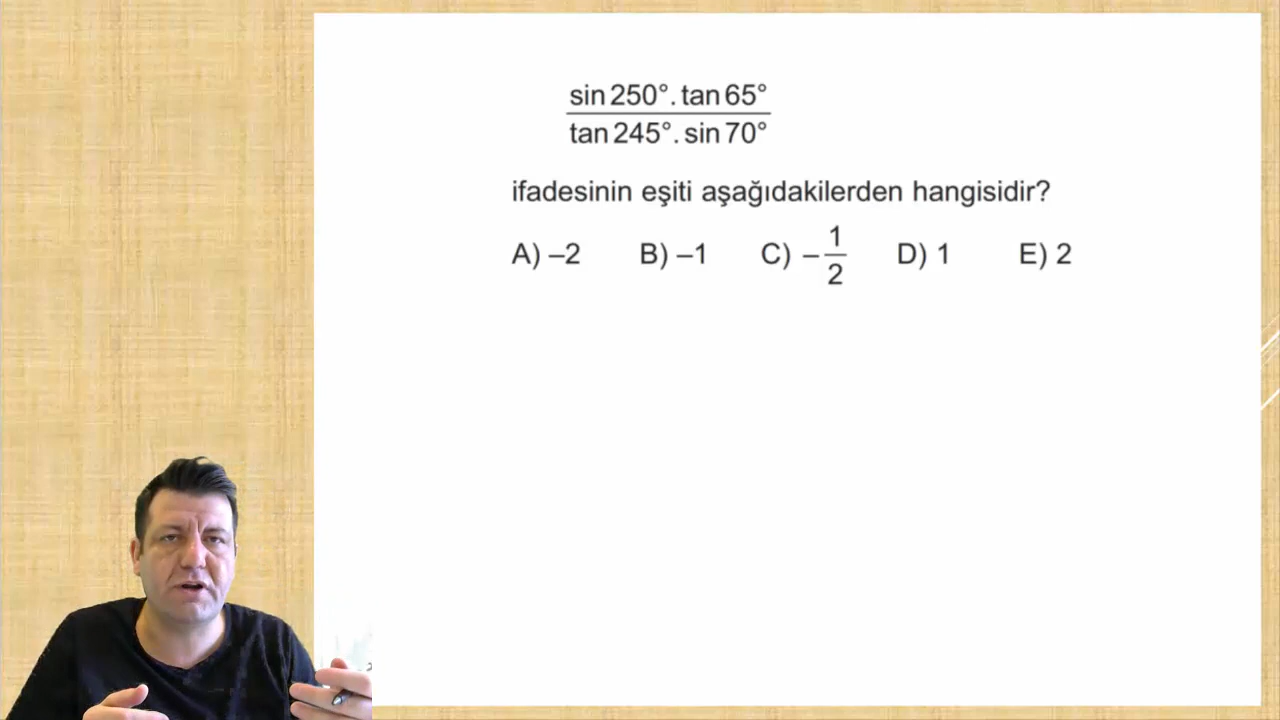 sin 250° . tan 65°
tan 245° . sin 70°
ifadesinin eşiti aşağıdakilerden hangisidir?
A) –2 B) –1 C) –1/2 D) 1 E) 2